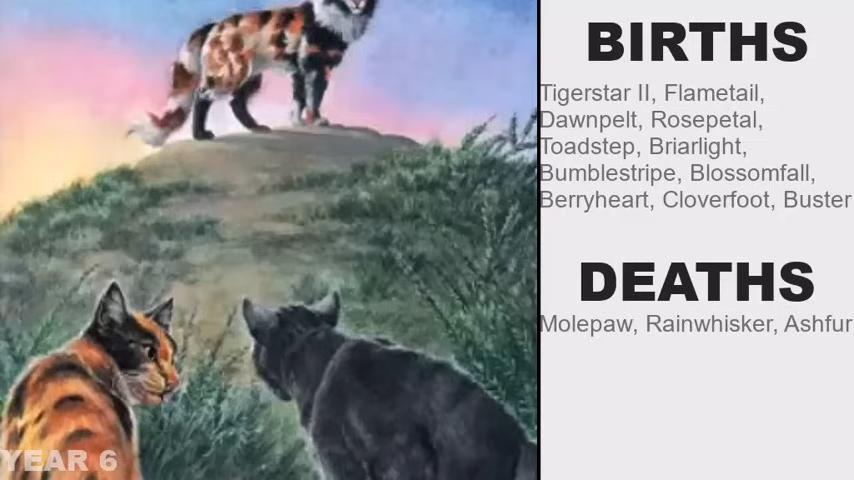 BIRTHS
Tigerstar II, Flametail,
Dawnpelt, Rosepetal,
Toadstep, Briarlight,
Bumblestripe, Blossomfall,
Berryheart, Cloverfoot, Buster
DEATHS
Molepaw, Rainwhisker, Ashfur
YEAR 6